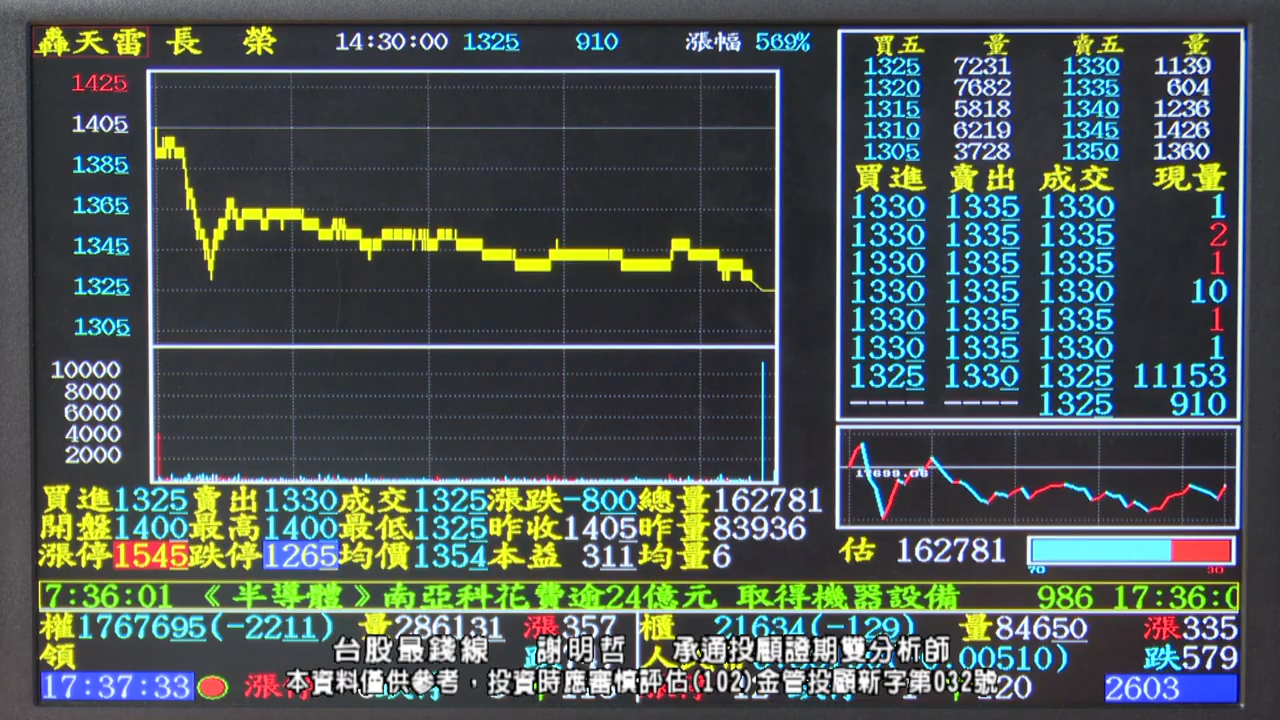 轟天雷 長 榮 14:30:00 1325 910 漲幅 569%
1425
1405
1385
1365
1345
1325
1305
10000
8000
6000
4000
2000
買五 量 賣五 量
1325 7231 1330 1139
1320 7682 1335 604
1315 5818 1340 1236
1310 6219 1345 1426
1305 3728 1350 1360
買進 賣出 成交 現量
1330 1335 1330 1
1330 1335 1335 2
1330 1335 1335 1
1330 1335 1330 10
1330 1335 1335 1
1330 1335 1330 1
1325 1330 1325 11153
---- ---- 1325 910
17699.06
買進1325賣出1330成交1325漲跌-800總量162781
開盤1400最高1400最低1325昨收1405昨量83936
漲停1545跌停1265均價1354本益 311均量6
估 162781
70 30
7:36:01 《半導體》南亞科花費逾24億元 取得機器設備 986 17:36:0
權1767695(-2211) 量286131 漲357 櫃 21634(-129) 量84650 漲335
領 跌579
台股最錢線 謝明哲 承通投顧證期雙分析師
本資料僅供參考，投資時應審慎評估(102)金管投顧新字第032號
17:37:33 2603